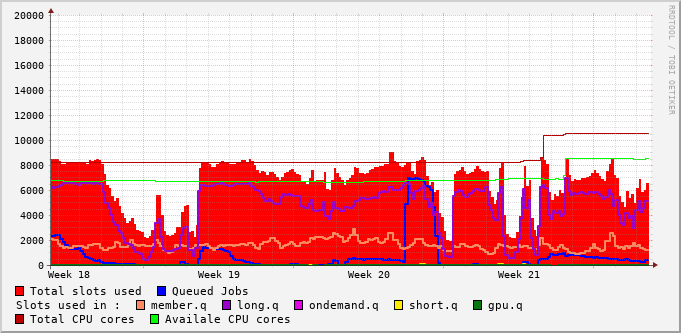 20000
18000
16000
14000
12000
10000
8000
6000
4000
2000
0
Week 18 Week 19 Week 20 Week 21
Total slots used Queued Jobs
Slots used in : member.q long.q ondemand.q short.q gpu.q
Total CPU cores Availale CPU cores
RRDTOOL / TOBI OETIKER